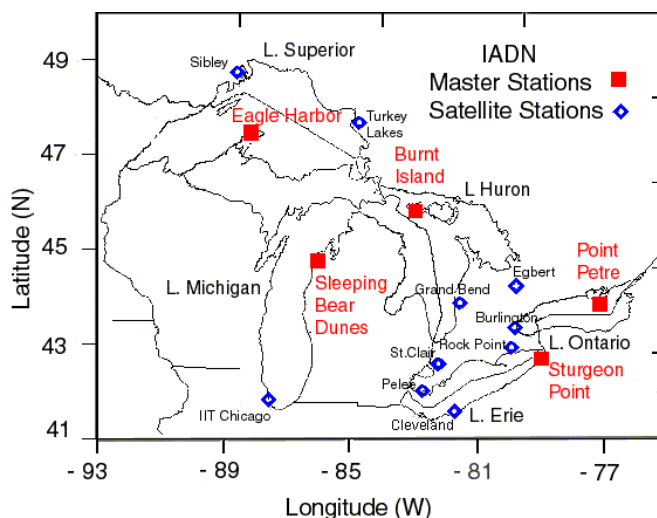 49
47
45
43
41
Latitude (N)
IADN
Master Stations
Satellite Stations
Sibley
L. Superior
Eagle Harbor
Turkey
Lakes
Burnt
Island
L Huron
Point
Petre
Egbert
L. Michigan
Sleeping
Bear
Dunes
Grand Bend
Burlington
Rock Point
L. Ontario
St.Clair
Sturgeon
Point
Pelee
IIT Chicago
Cleveland
L. Erie
- 93
- 89
- 85
- 81
- 77
Longitude (W)